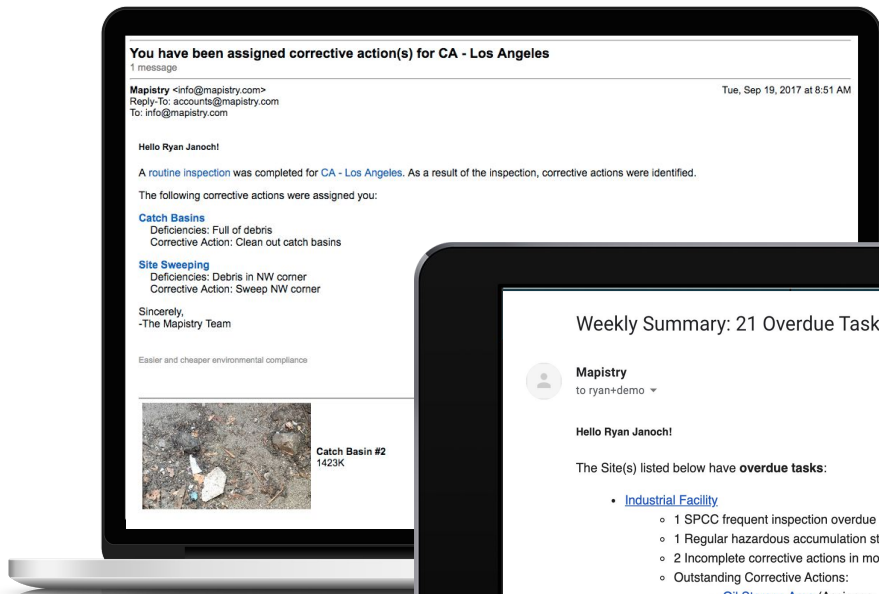 You have been assigned corrective action(s) for CA - Los Angeles
1 message
Mapistry <info@mapistry.com>
Tue, Sep 19, 2017 at 8:51 AM
Reply-To: accounts@mapistry.com
To: info@mapistry.com
Hello Ryan Janoch!
A routine inspection was completed for CA - Los Angeles. As a result of the inspection, corrective actions were identified.
The following corrective actions were assigned you:
Catch Basins
Deficiencies: Full of debris
Corrective Action: Clean out catch basins
Site Sweeping
Deficiencies: Debris in NW corner
Corrective Action: Sweep NW corner
Sincerely,
-The Mapistry Team
Easier and cheaper environmental compliance
Catch Basin #2
1423K
Weekly Summary: 21 Overdue Task
Mapistry
to ryan+demo
Hello Ryan Janoch!
The Site(s) listed below have overdue tasks:
• Industrial Facility
◦ 1 SPCC frequent inspection overdue
◦ 1 Regular hazardous accumulation st
◦ 2 Incomplete corrective actions in mo
◦ Outstanding Corrective Actions: